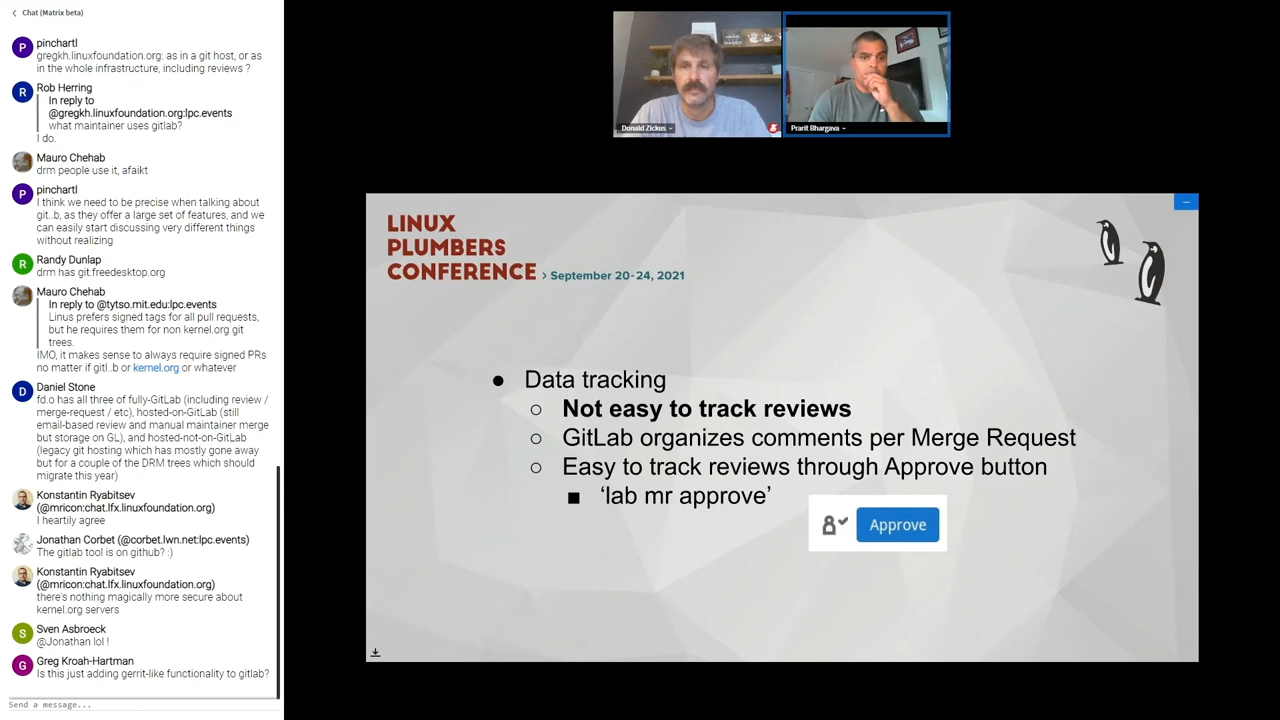 Chat (Matrix beta)
pinchartl
gregkh.linuxfoundation.org: as in a git host, or as
in the whole infrastructure, including reviews ?
Rob Herring
In reply to
@gregkh.linuxfoundation.org:lpc.events
what maintainer uses gitlab?
I do.
Mauro Chehab
drm people use it, afaikt
pinchartl
I think we need to be precise when talking about
git..b, as they offer a large set of features, and we
can easily start discussing very different things
without realizing
Randy Dunlap
drm has git.freedesktop.org
Mauro Chehab
In reply to @tytso.mit.edu:lpc.events
Linus prefers signed tags for all pull requests,
but he requires them for non kernel.org git
trees.
IMO, it makes sense to always require signed PRs
no matter if gitl..b or kernel.org or whatever
Daniel Stone
fd.o has all three of fully-GitLab (including review /
merge-request / etc), hosted-on-GitLab (still
email-based review and manual maintainer merge
but storage on GL), and hosted-not-on-GitLab
(legacy git hosting which has mostly gone away
but for a couple of the DRM trees which should
migrate this year)
Konstantin Ryabitsev
(@mricon:chat.lfx.linuxfoundation.org)
I heartily agree
Jonathan Corbet (@corbet.lwn.net:lpc.events)
The gitlab tool is on github? :)
Konstantin Ryabitsev
(@mricon:chat.lfx.linuxfoundation.org)
there's nothing magically more secure about
kernel.org servers
Sven Asbroeck
@Jonathan lol !
Greg Kroah-Hartman
Is this just adding gerrit-like functionality to gitlab?
Send a message...
Donald Zickus
Prarit Bhargava
LINUX
PLUMBERS
CONFERENCE > September 20-24, 2021
● Data tracking
○ Not easy to track reviews
○ GitLab organizes comments per Merge Request
○ Easy to track reviews through Approve button
■ ‘lab mr approve’
Approve